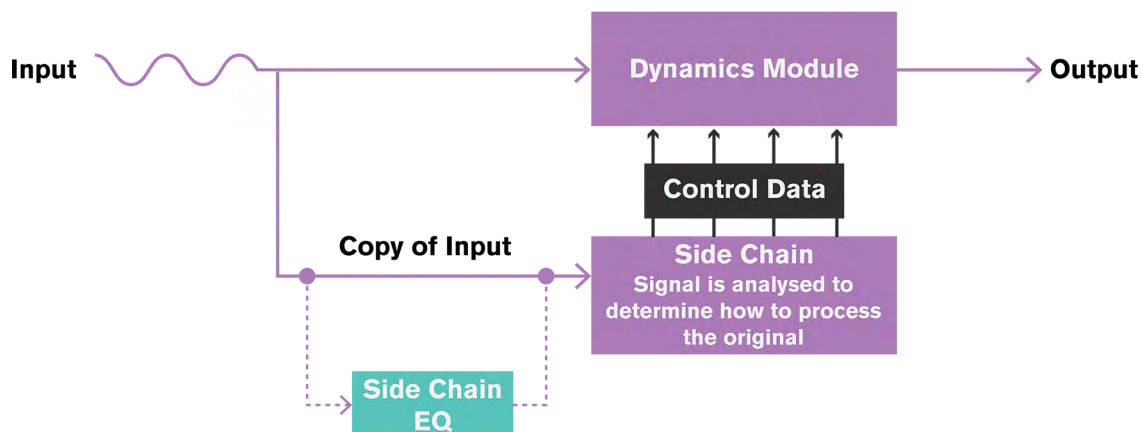 Input
Dynamics Module
Output
Control Data
Copy of Input
Side Chain
Signal is analysed to
determine how to process
the original
Side Chain
EQ